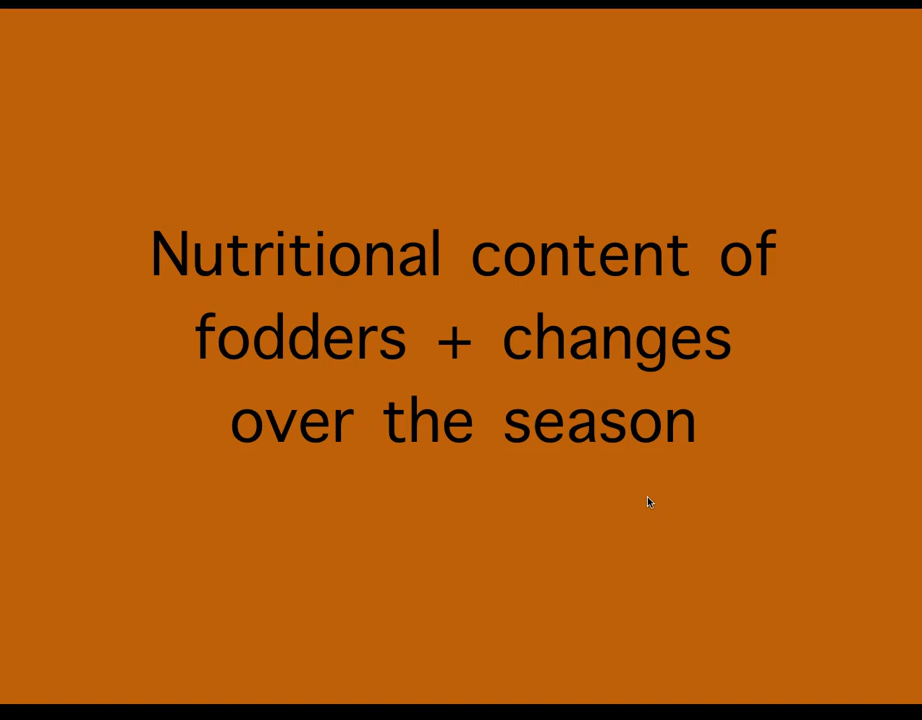 Nutritional content of
fodders + changes
over the season